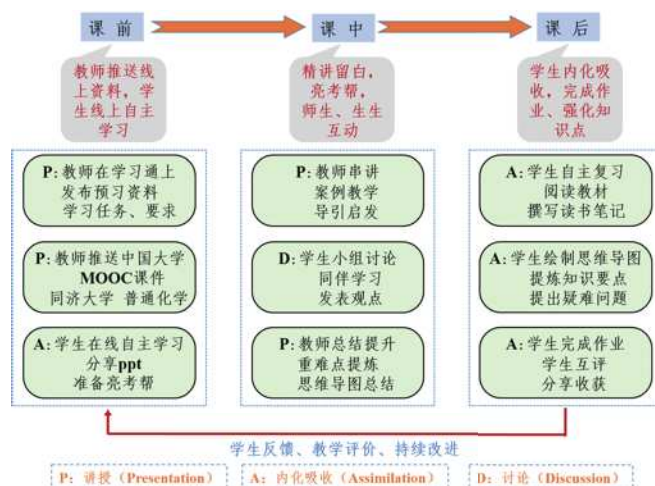 课 前
课 中
课 后
教师推送线
上资料，学
生线上自主
学习
精讲留白，
亮考帮，
师生、生生
互动
学生内化吸
收，完成作
业、强化知
识点
P: 教师在学习通上
发布预习资料
学习任务、要求
P: 教师推送中国大学
MOOC课件
同济大学 普通化学
A: 学生在线自主学习
分享ppt
准备亮考帮
P: 教师串讲
案例教学
导引启发
D: 学生小组讨论
同伴学习
发表观点
P: 教师总结提升
重难点提炼
思维导图总结
A: 学生自主复习
阅读教材
撰写读书笔记
A: 学生绘制思维导图
提炼知识要点
提出疑难问题
A: 学生完成作业
学生互评
分享收获
学生反馈、教学评价、持续改进
P: 讲授（Presentation）
A: 内化吸收（Assimilation）
D: 讨论（Discussion）